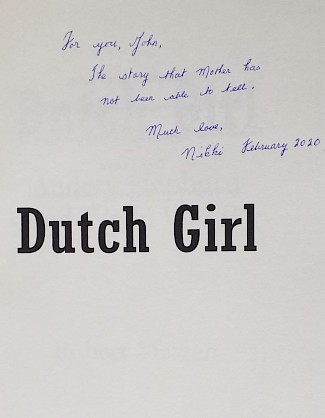 For you, John,
The story that Mother has
not been able to tell.
Much love,
Nikki February 2020
Dutch Girl